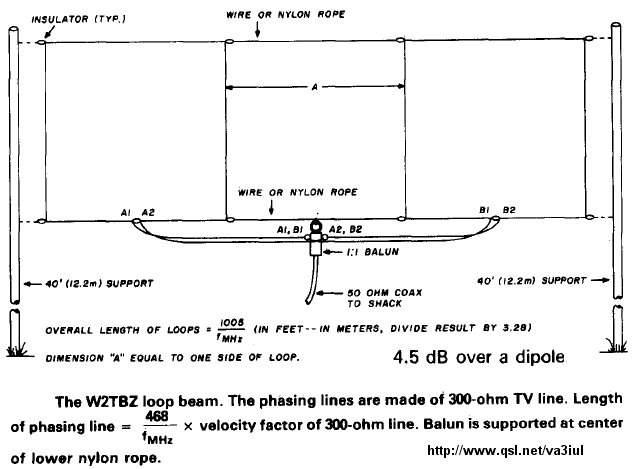 WIRE OR NYLON ROPE
INSULATOR (TYP.)
A
WIRE OR NYLON ROPE
A1 A2
B1 B2
A1, B1 A2, B2
1:1 BALUN
40' (12.2m) SUPPORT
40' (12.2m) SUPPORT
50 OHM COAX
TO SHACK
OVERALL LENGTH OF LOOPS = 1005 / fMHz (IN FEET -- IN METERS, DIVIDE RESULT BY 3.28)
DIMENSION "A" EQUAL TO ONE SIDE OF LOOP.
4.5 dB over a dipole
The W2TBZ loop beam. The phasing lines are made of 300-ohm TV line. Length
of phasing line = 468 / fMHz × velocity factor of 300-ohm line. Balun is supported at center
of lower nylon rope.
http://www.qsl.net/va3iul